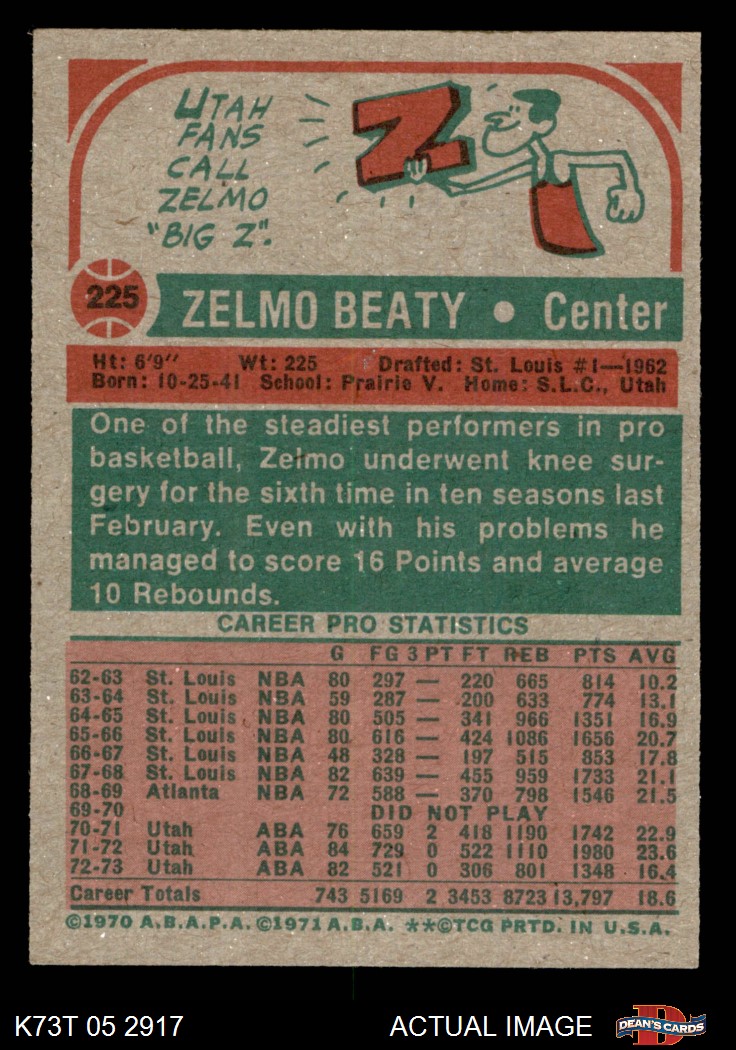 UTAH
FANS
CALL
ZELMO
"BIG Z".
Z
225
ZELMO BEATY • Center
Ht: 6'9" Wt: 225 Drafted: St. Louis #1—1962
Born: 10-25-41 School: Prairie V. Home: S.L.C., Utah
One of the steadiest performers in pro
basketball, Zelmo underwent knee sur-
gery for the sixth time in ten seasons last
February. Even with his problems he
managed to score 16 Points and average
10 Rebounds.
CAREER PRO STATISTICS
G FG 3 PT FT REB PTS AVG
62-63 St. Louis NBA 80 297 — 220 665 814 10.2
63-64 St. Louis NBA 59 287 — 200 633 774 13.1
64-65 St. Louis NBA 80 505 — 341 966 1351 16.9
65-66 St. Louis NBA 80 616 — 424 1086 1656 20.7
66-67 St. Louis NBA 48 328 — 197 515 853 17.8
67-68 St. Louis NBA 82 639 — 455 959 1733 21.1
68-69 Atlanta NBA 72 588 — 370 798 1546 21.5
69-70 DID NOT PLAY
70-71 Utah ABA 76 659 2 418 1190 1742 22.9
71-72 Utah ABA 84 729 0 522 1110 1980 23.6
72-73 Utah ABA 82 521 0 306 801 1348 16.4
Career Totals 743 5169 2 3453 8723 13,797 18.6
©1970 A.B.A.P.A. ©1971 A.B.A. **©TCG PRTD. IN U.S.A.
K73T 05 2917 ACTUAL IMAGE D DEAN'S CARDS